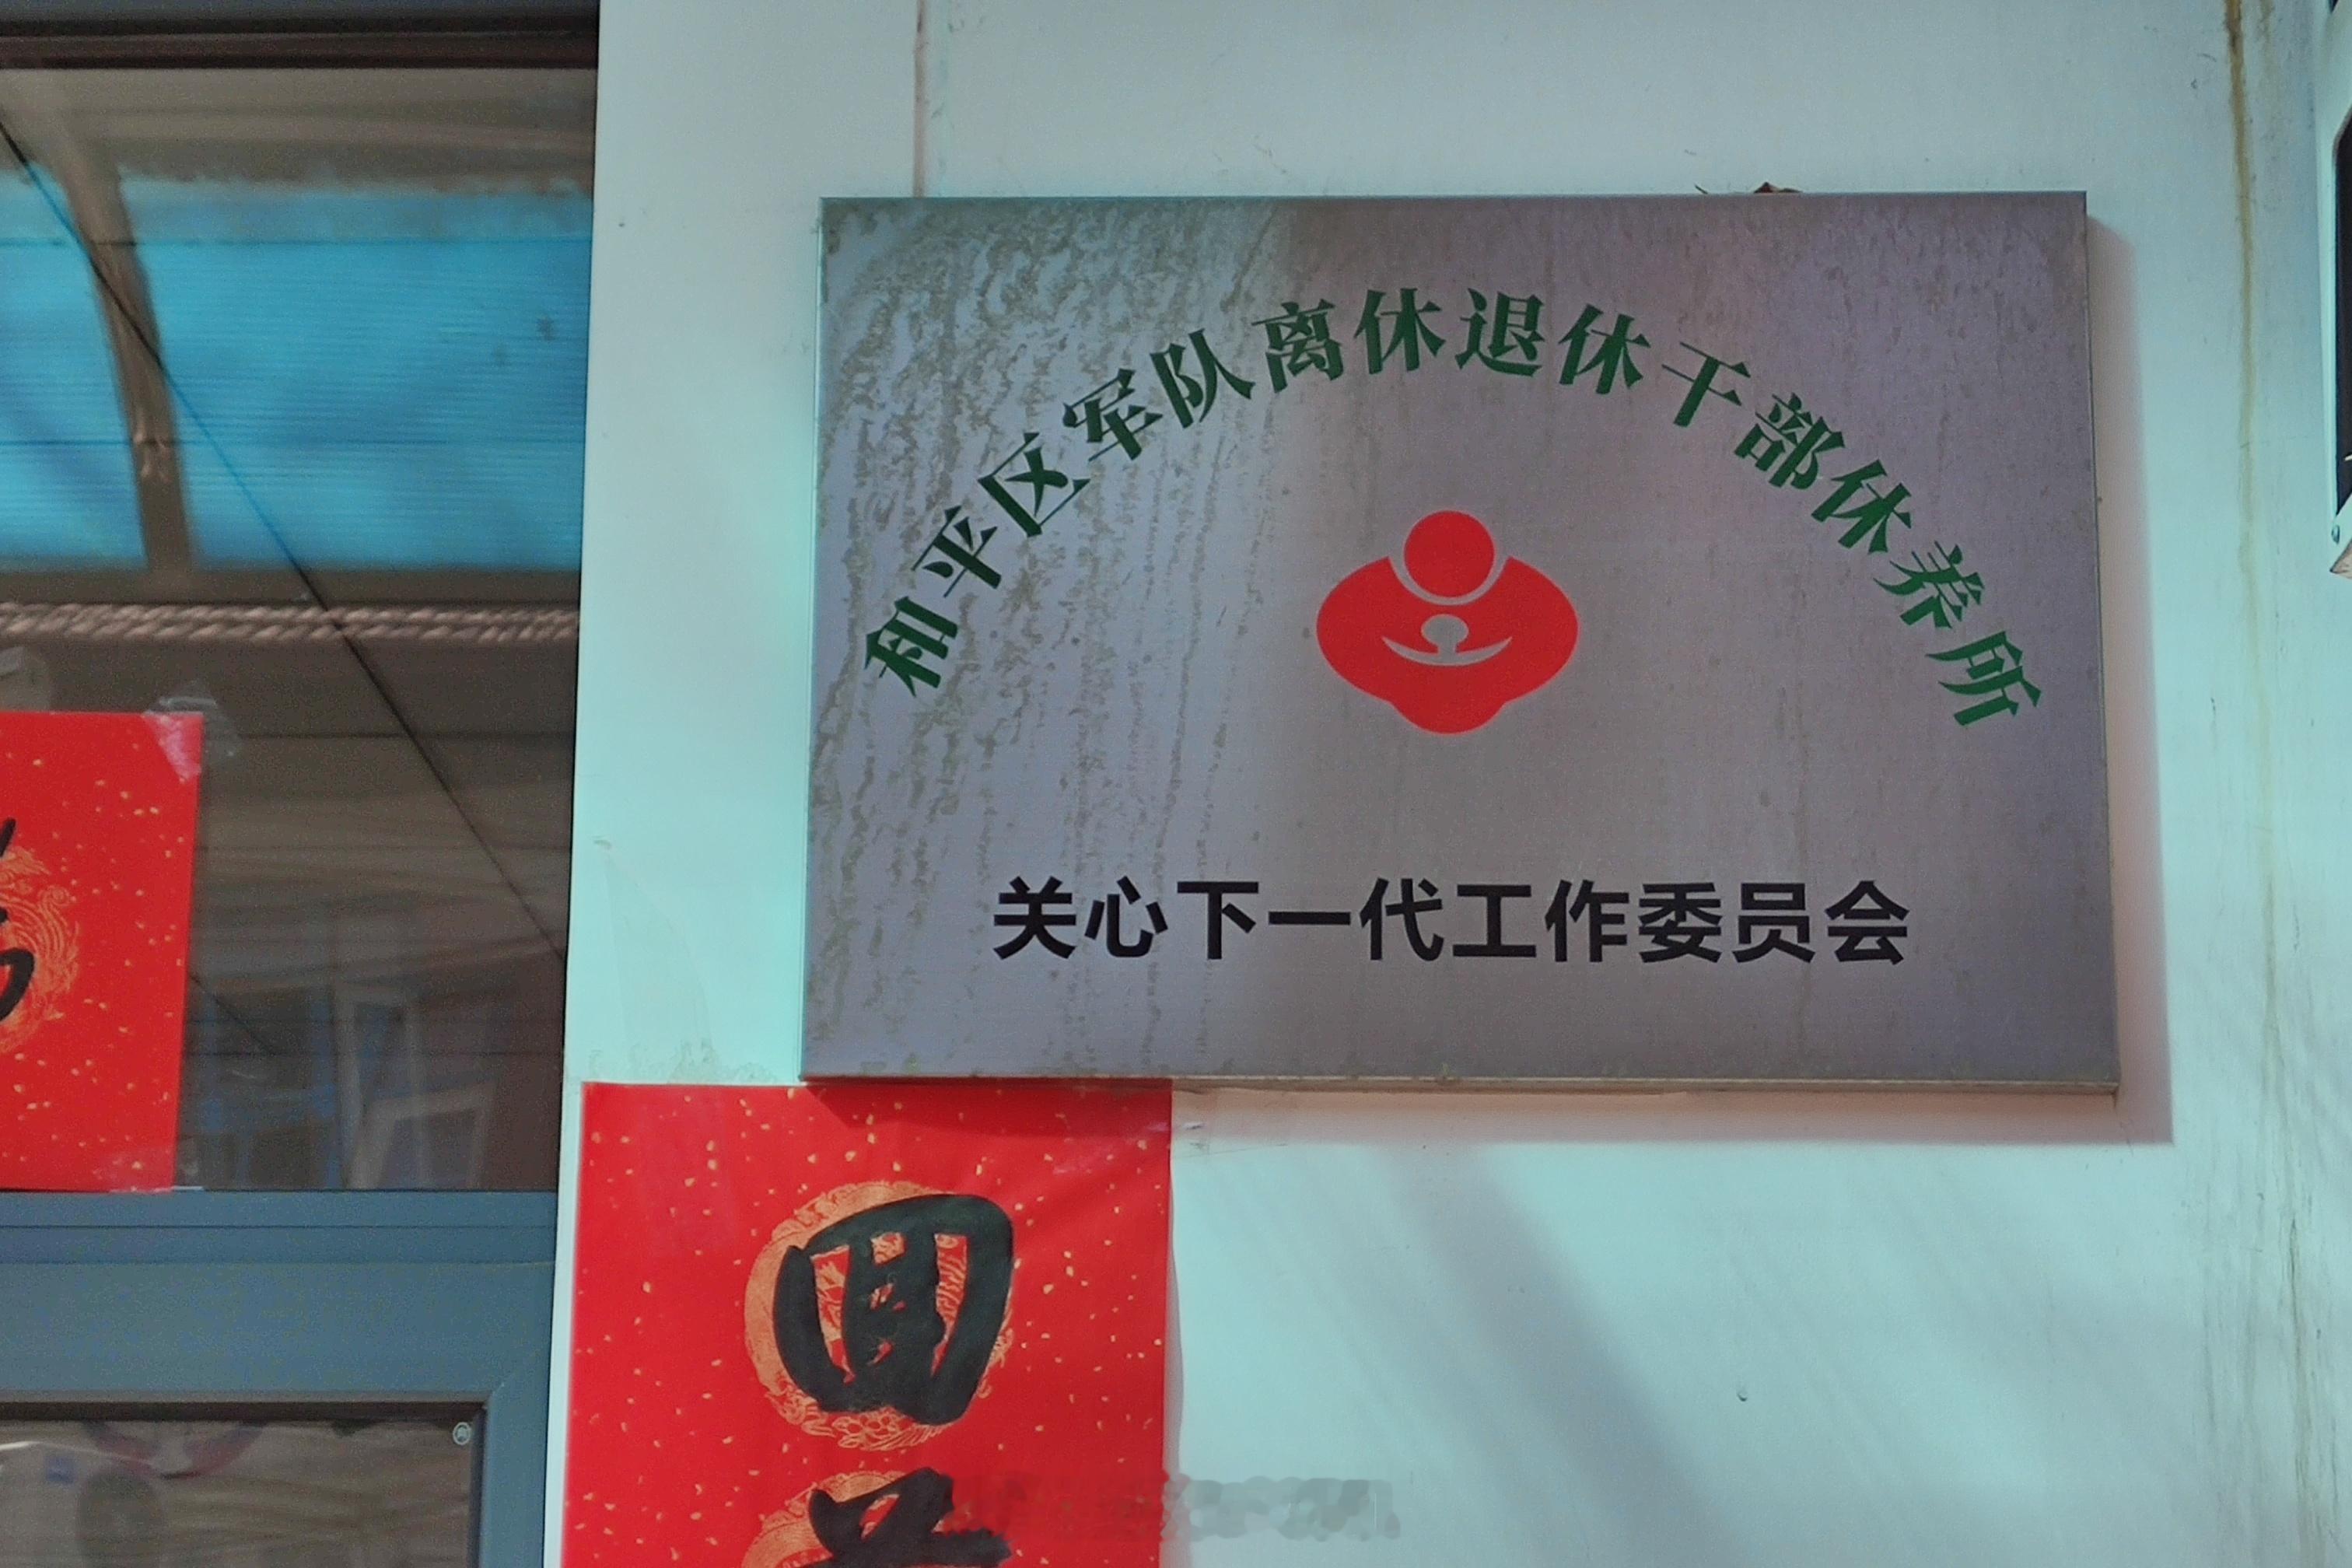 和平区军队离休退休干部休养所
关心下一代工作委员会
回